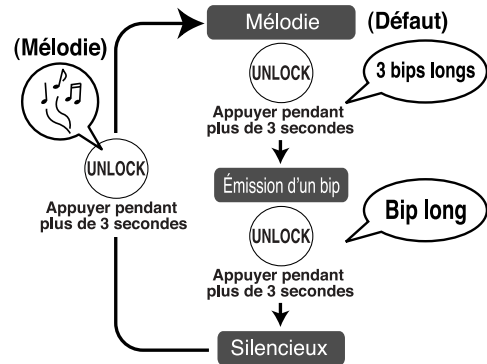 Mélodie
(Défaut)
(Mélodie)
UNLOCK
3 bips longs
Appuyer pendant
plus de 3 secondes
UNLOCK
Appuyer pendant
plus de 3 secondes
Émission d'un bip
UNLOCK
Bip long
Appuyer pendant
plus de 3 secondes
Silencieux